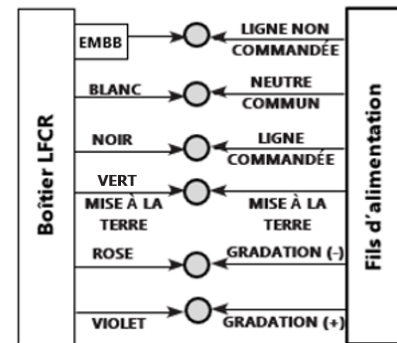 Boîtier LFCR
EMBB
LIGNE NON
COMMANDÉE
BLANC
NEUTRE
COMMUN
NOIR
LIGNE
COMMANDÉE
VERT
MISE À LA
TERRE
MISE À LA
TERRE
ROSE
GRADATION (-)
VIOLET
GRADATION (+)
Fils d'alimentation